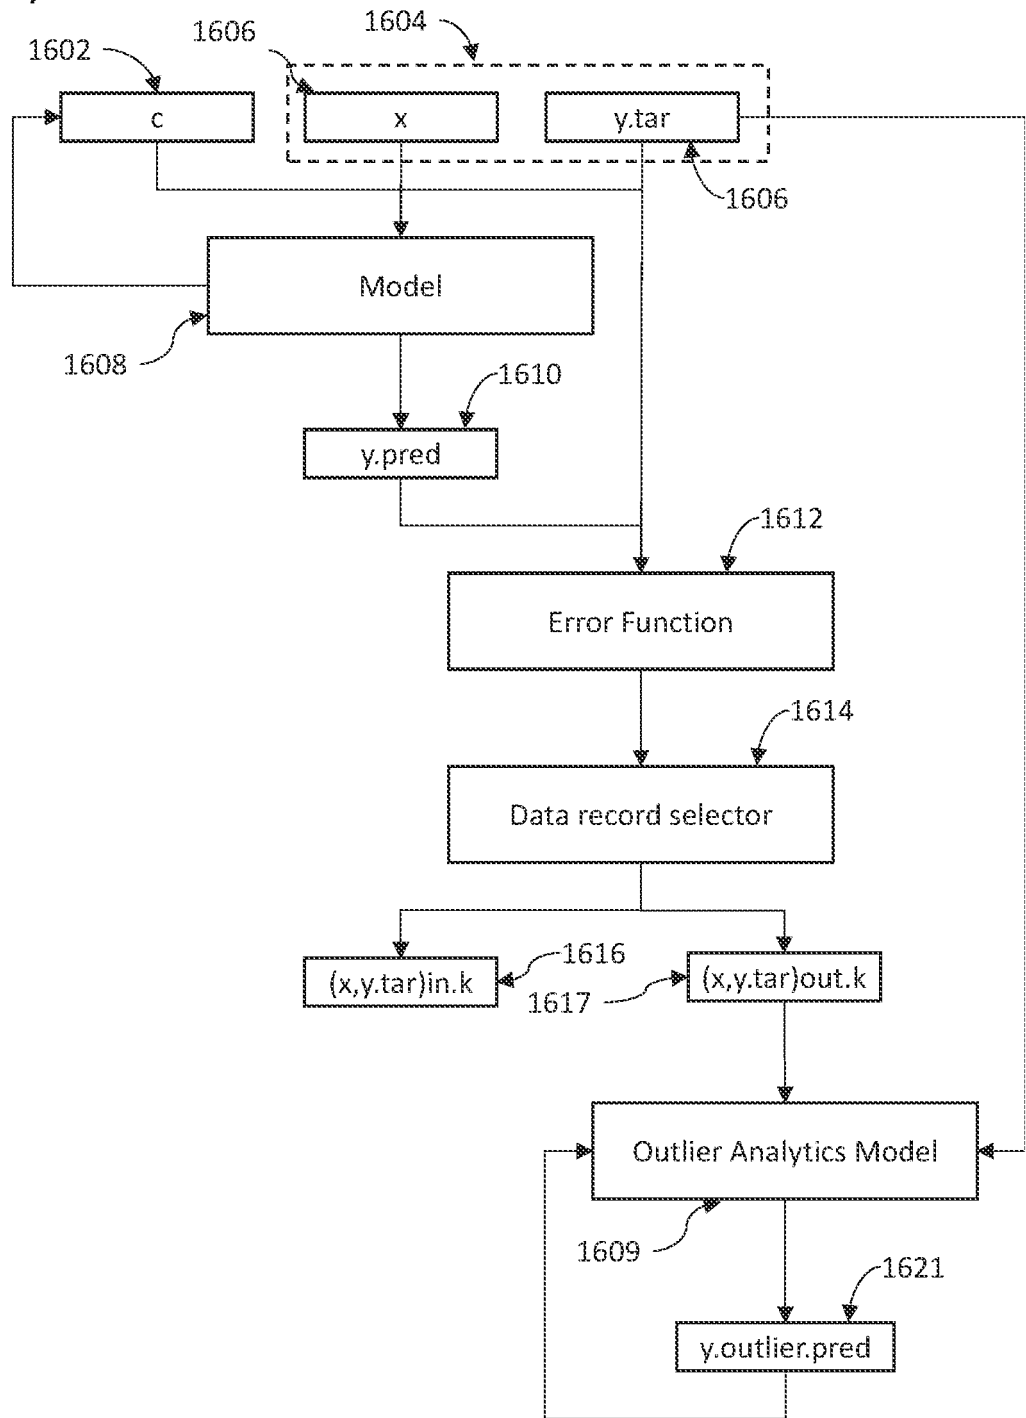 1604
1606
1602
c
x
y.tar
1606
Model
1608
1610
y.pred
1612
Error Function
1614
Data record selector
1616
(x,y.tar)in.k
(x,y.tar)out.k
1617
Outlier Analytics Model
1609
1621
y.outlier.pred